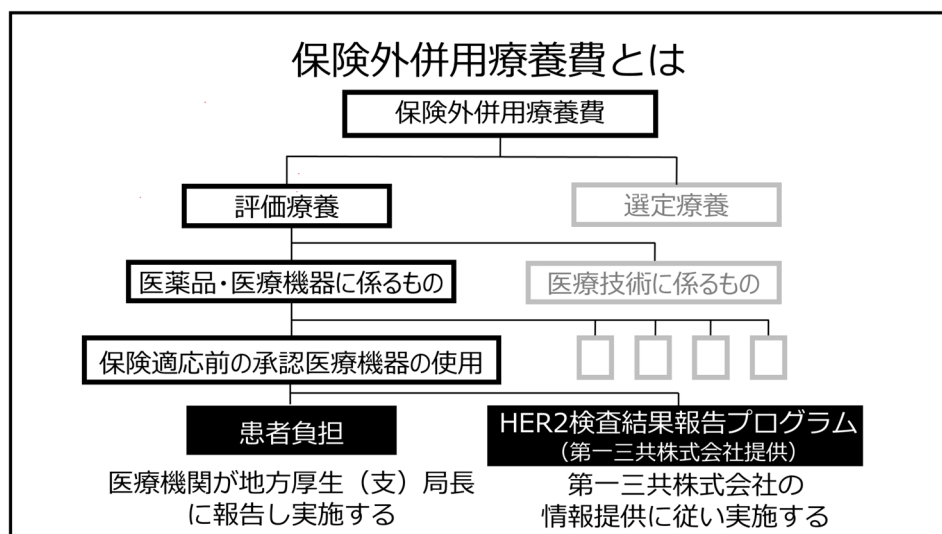 保険外併用療養費とは
保険外併用療養費
評価療養
選定療養
医薬品・医療機器に係るもの
医療技術に係るもの
保険適応前の承認医療機器の使用
患者負担
HER2検査結果報告プログラム
（第一三共株式会社提供）
医療機関が地方厚生（支）局長
に報告し実施する
第一三共株式会社の
情報提供に従い実施する